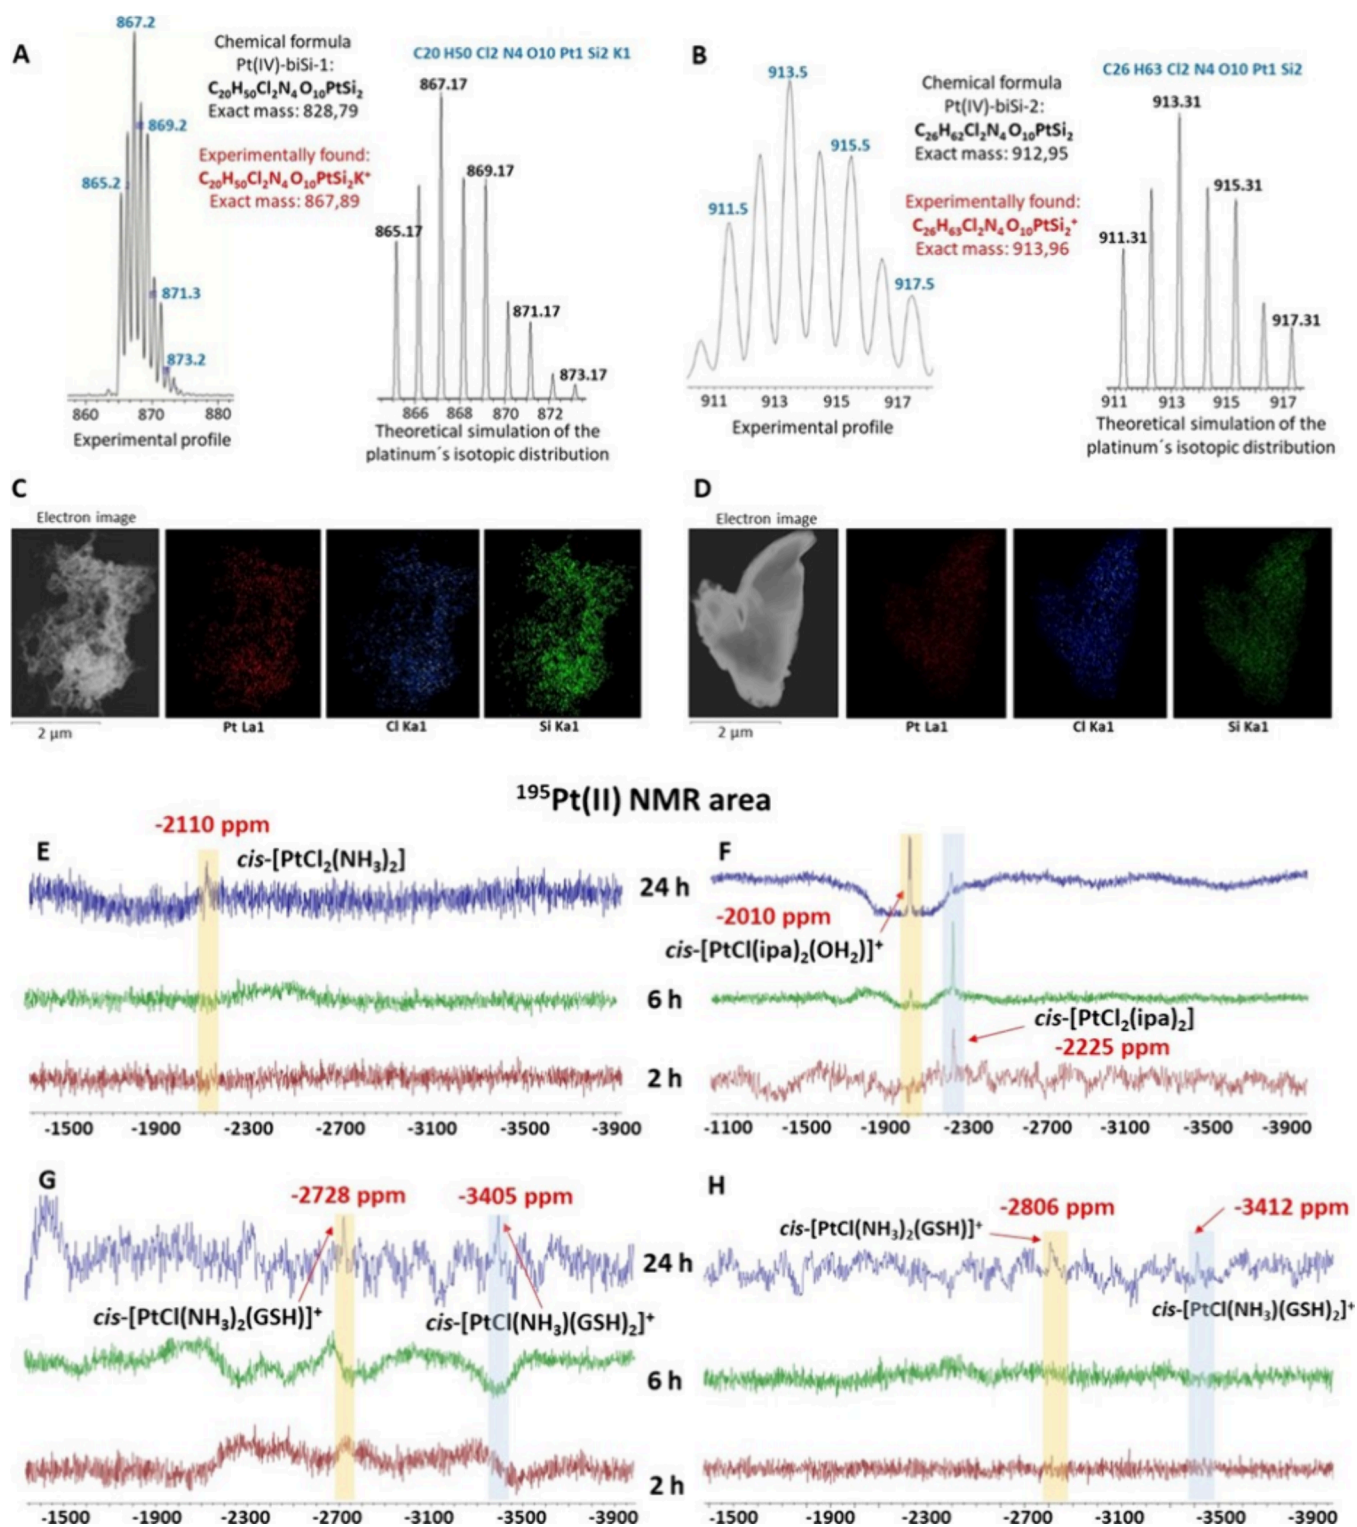 A
867.2
869.2
865.2
871.3
873.2
860 870 880
Experimental profile
Chemical formula
Pt(IV)-biSi-1:
C₂₀H₅₀Cl₂N₄O₁₀PtSi₂
Exact mass: 828,79
Experimentally found:
C₂₀H₅₀Cl₂N₄O₁₀PtSi₂K⁺
Exact mass: 867,89
C20 H50 Cl2 N4 O10 Pt1 Si2 K1
867.17
869.17
865.17
871.17
873.17
866 868 870 872
Theoretical simulation of the
platinum´s isotopic distribution
B
913.5
915.5
911.5
917.5
911 913 915 917
Experimental profile
Chemical formula
Pt(IV)-biSi-2:
C₂₆H₆₂Cl₂N₄O₁₀PtSi₂
Exact mass: 912,95
Experimentally found:
C₂₆H₆₃Cl₂N₄O₁₀PtSi₂⁺
Exact mass: 913,96
C26 H63 Cl2 N4 O10 Pt1 Si2
913.31
915.31
911.31
917.31
911 913 915 917
Theoretical simulation of the
platinum´s isotopic distribution
C
Electron image
2 μm
Pt La1
Cl Ka1
Si Ka1
D
Electron image
2 μm
Pt La1
Cl Ka1
Si Ka1
¹⁹⁵Pt(II) NMR area
E
-2110 ppm
cis-[PtCl₂(NH₃)₂]
24 h
6 h
2 h
-1500 -1900 -2300 -2700 -3100 -3500 -3900
F
-2010 ppm
cis-[PtCl(ipa)₂(OH₂)]⁺
cis-[PtCl₂(ipa)₂]
-2225 ppm
-1100 -1500 -1900 -2300 -2700 -3100 -3500 -3900
G
-2728 ppm
-3405 ppm
24 h
cis-[PtCl(NH₃)₂(GSH)]⁺
cis-[PtCl(NH₃)(GSH)₂]⁺
6 h
2 h
-1500 -1900 -2300 -2700 -3100 -3500 -3900
H
-2806 ppm
-3412 ppm
cis-[PtCl(NH₃)₂(GSH)]⁺
cis-[PtCl(NH₃)(GSH)₂]⁺
-1500 -1900 -2300 -2700 -3100 -3500 -3900